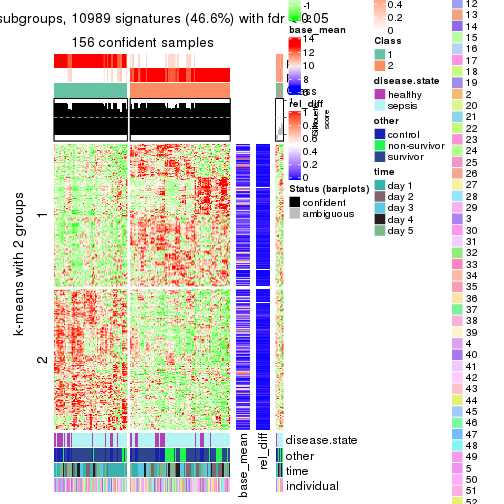 subgroups, 10989 signatures (46.6%) with fdr < 0.05
156 confident samples
k-means with 2 groups
1
2
base_mean
rel_diff
disease.state
other
time
individual
-1
base_mean
14
12
10
8
rel_diff
1
0.8
0.6
0.4
0.2
0
Status (barplots)
confident
ambiguous
0.4
0.2
0
Class
1
2
disease.state
healthy
sepsis
other
control
non-survivor
survivor
time
day 1
day 2
day 3
day 4
day 5
12
13
14
15
16
17
18
19
2
20
21
22
23
24
25
26
27
28
29
3
30
31
32
33
34
35
36
37
38
39
4
40
41
42
43
44
45
46
47
48
49
5
50
51
52